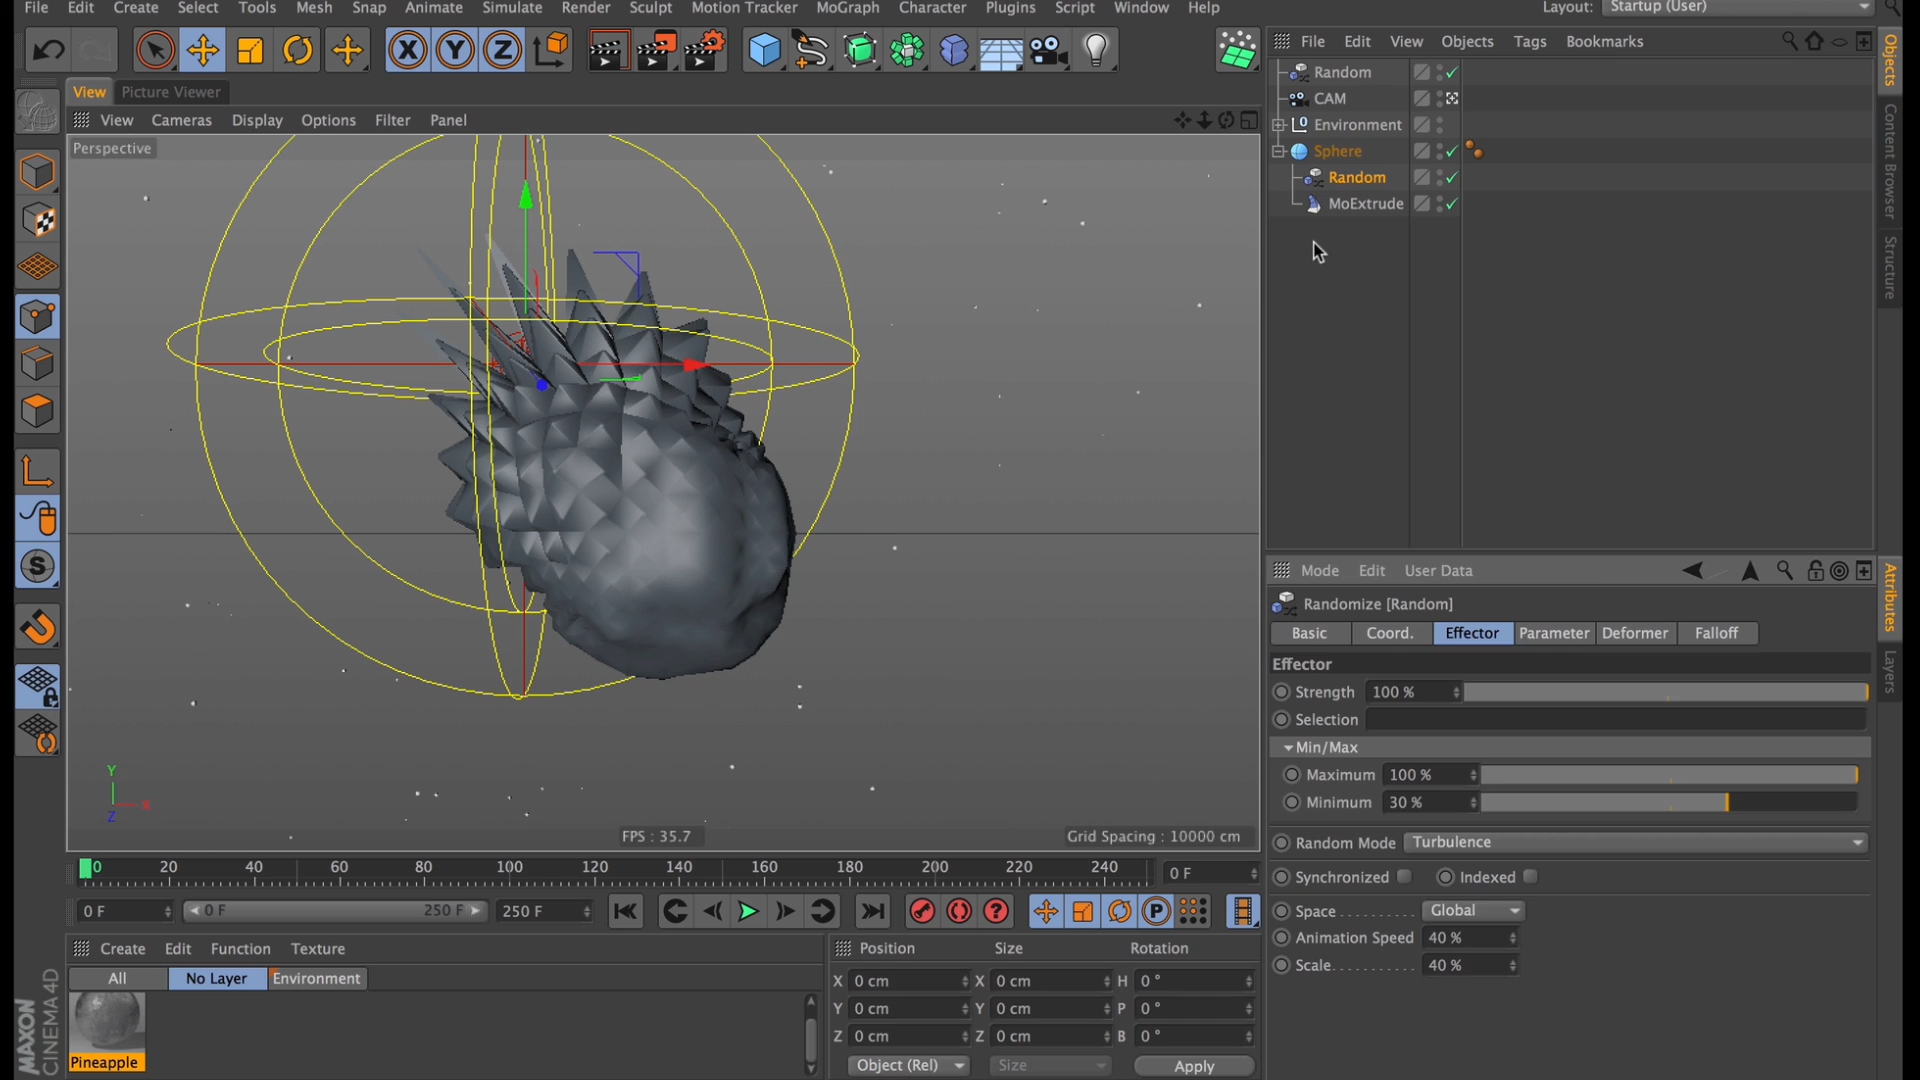 File Edit Create Select Tools Mesh Snap Animate Simulate Render Sculpt Motion Tracker MoGraph Character Plugins Script Window Help Layout: Startup (User)
X Y Z
File Edit View Objects Tags Bookmarks
View Picture Viewer
View Cameras Display Options Filter Panel
Perspective
Random
CAM
Environment
Sphere
Random
MoExtrude
Objects
Content Browser
Structure
Y
X
Z
FPS : 35.7
Grid Spacing : 10000 cm
Mode Edit User Data
Randomize [Random]
Basic Coord. Effector Parameter Deformer Falloff
Effector
Strength 100 %
Selection
Min/Max
Maximum 100 %
Minimum 30 %
Random Mode Turbulence
Synchronized Indexed
Space Global
Animation Speed 40 %
Scale 40 %
Attributes
Layers
0 20 40 60 80 100 120 140 160 180 200 220 240 0 F
0 F 0 F 250 F 250 F
Create Edit Function Texture
All No Layer Environment
Pineapple
MAXON
CINEMA4D
Position Size Rotation
X 0 cm X 0 cm H 0 °
Y 0 cm Y 0 cm P 0 °
Z 0 cm Z 0 cm B 0 °
Object (Rel) Size Apply